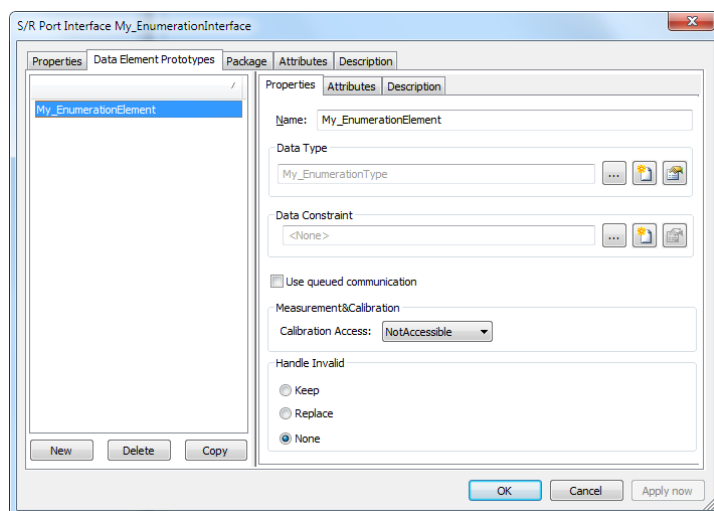 S/R Port Interface My_EnumerationInterface
Properties Data Element Prototypes Package Attributes Description
My_EnumerationElement
Properties Attributes Description
Name: My_EnumerationElement
Data Type
My_EnumerationType
...
Data Constraint
<None>
...
Use queued communication
Measurement&Calibration
Calibration Access: NotAccessible
Handle Invalid
Keep
Replace
None
New Delete Copy
OK Cancel Apply now